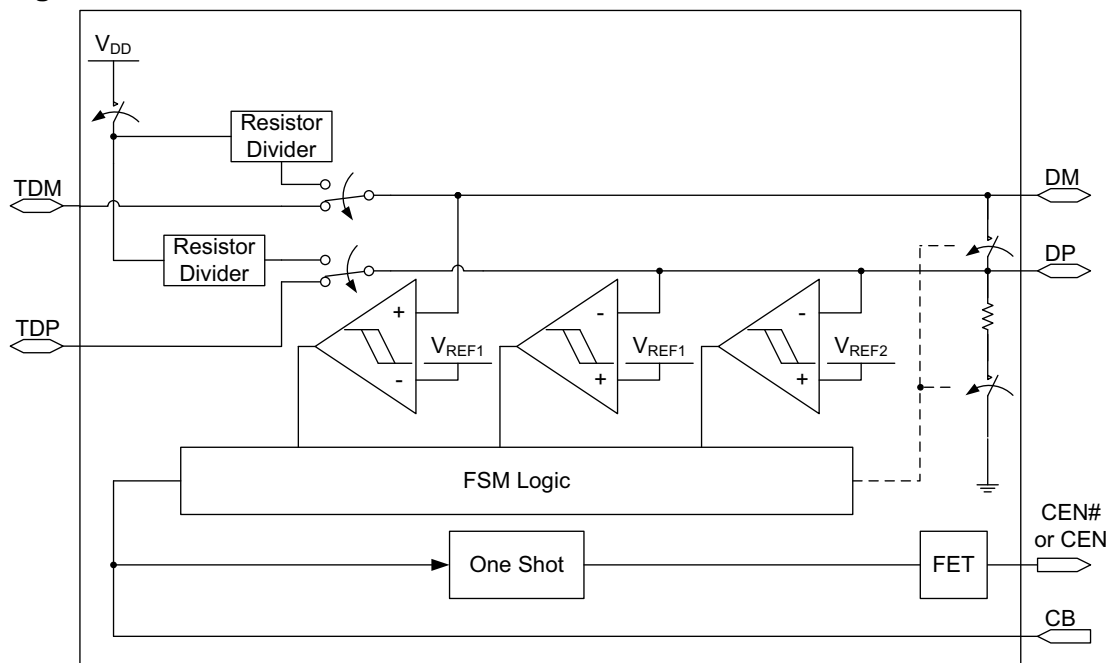 VDD
Resistor
Divider
TDM
DM
Resistor
Divider
DP
TDP
+
-
VREF1
-
+
VREF1
-
+
VREF2
FSM Logic
CEN#
or CEN
One Shot
FET
CB